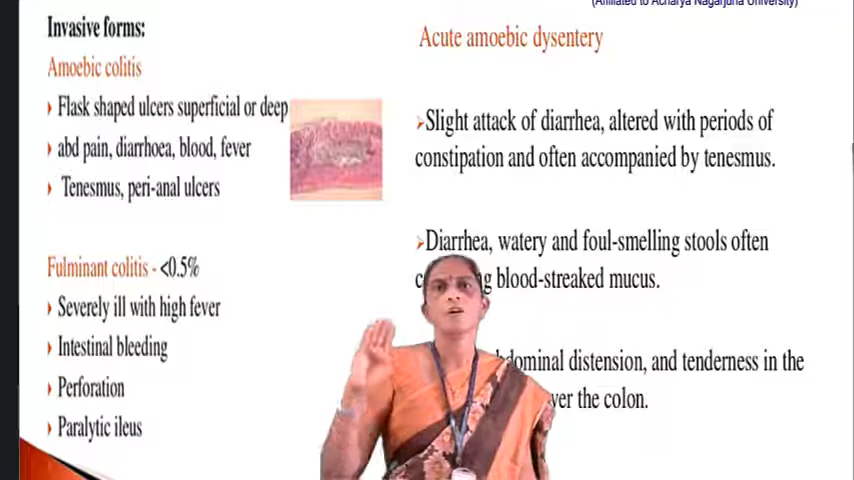 (Affiliated to Acharya Nagarjuna University)
Invasive forms:
Amoebic colitis
Flask shaped ulcers superficial or deep
abd pain, diarrhoea, blood, fever
Tenesmus, peri-anal ulcers
Fulminant colitis - <0.5%
Severely ill with high fever
Intestinal bleeding
Perforation
Paralytic ileus
Acute amoebic dysentery
Slight attack of diarrhea, altered with periods of
constipation and often accompanied by tenesmus.
Diarrhea, watery and foul-smelling stools often
blood-streaked mucus.
distension, and tenderness in the
the colon.